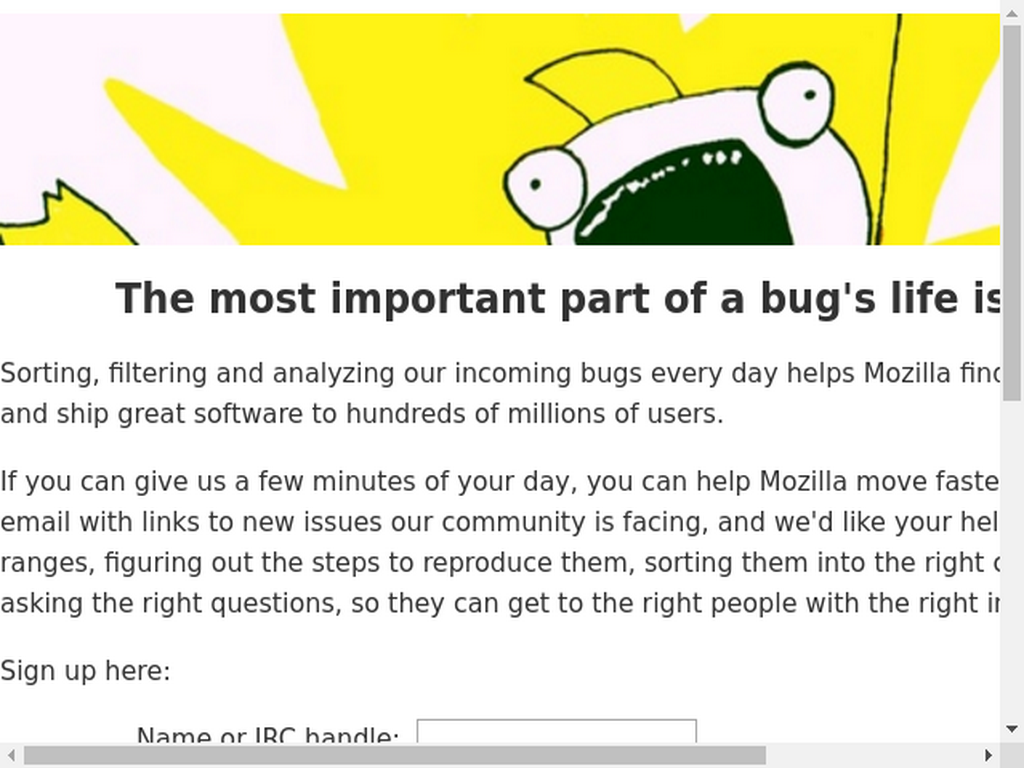 The most important part of a bug's life is
Sorting, filtering and analyzing our incoming bugs every day helps Mozilla
and ship great software to hundreds of millions of users.
If you can give us a few minutes of your day, you can help Mozilla move
email with links to new issues our community is facing, and we'd like your
ranges, figuring out the steps to reproduce them, sorting them into the right
asking the right questions, so they can get to the right people with the right
Sign up here:
Name or IRC handle: